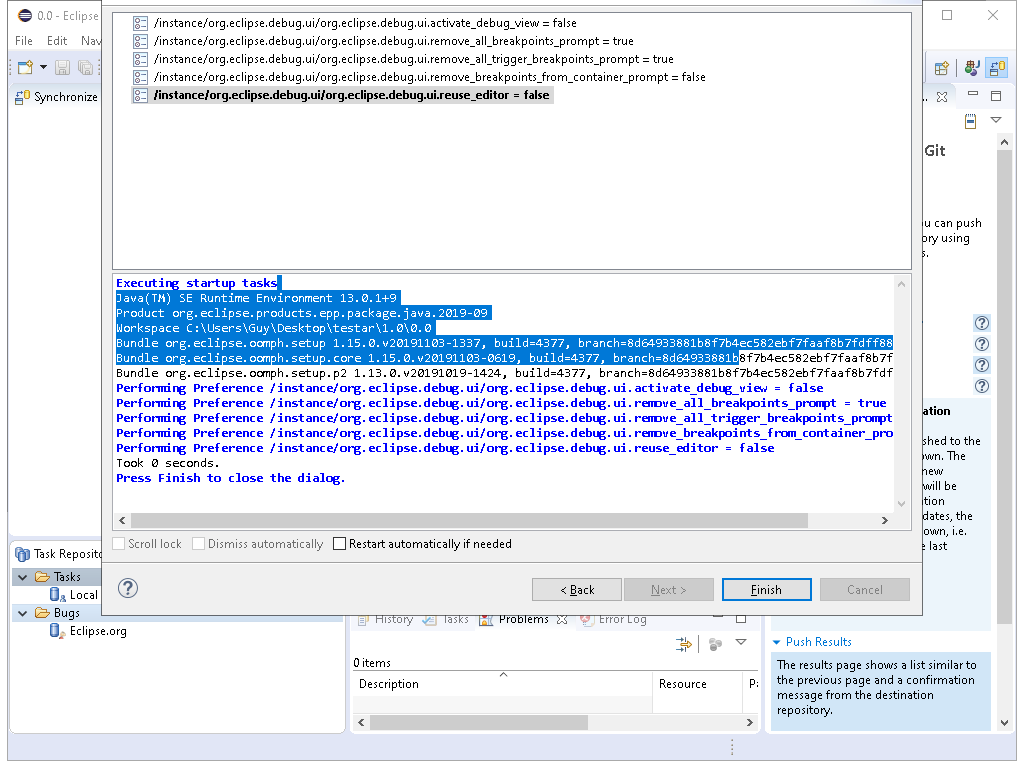 0.0 - Eclipse
File Edit Nav
Synchronize
/instance/org.eclipse.debug.ui/org.eclipse.debug.ui.activate_debug_view = false
/instance/org.eclipse.debug.ui/org.eclipse.debug.ui.remove_all_breakpoints_prompt = true
/instance/org.eclipse.debug.ui/org.eclipse.debug.ui.remove_all_trigger_breakpoints_prompt = true
/instance/org.eclipse.debug.ui/org.eclipse.debug.ui.remove_breakpoints_from_container_prompt = false
/instance/org.eclipse.debug.ui/org.eclipse.debug.ui.reuse_editor = false
Executing startup tasks
Java(TM) SE Runtime Environment 13.0.1+9
Product org.eclipse.products.epp.package.java.2019-09
Workspace C:\Users\Guy\Desktop\testar\1.0\0.0
Bundle org.eclipse.oomph.setup 1.15.0.v20191103-1337, build=4377, branch=8d64933881b8f7b4ec582ebf7faaf8b7fdff88
Bundle org.eclipse.oomph.setup.core 1.15.0.v20191103-0619, build=4377, branch=8d64933881b8f7b4ec582ebf7faaf8b7f
Bundle org.eclipse.oomph.setup.p2 1.13.0.v20191019-1424, build=4377, branch=8d64933881b8f7b4ec582ebf7faaf8b7fdf
Performing Preference /instance/org.eclipse.debug.ui/org.eclipse.debug.ui.activate_debug_view = false
Performing Preference /instance/org.eclipse.debug.ui/org.eclipse.debug.ui.remove_all_breakpoints_prompt = true
Performing Preference /instance/org.eclipse.debug.ui/org.eclipse.debug.ui.remove_all_trigger_breakpoints_prompt
Performing Preference /instance/org.eclipse.debug.ui/org.eclipse.debug.ui.remove_breakpoints_from_container_pro
Performing Preference /instance/org.eclipse.debug.ui/org.eclipse.debug.ui.reuse_editor = false
Took 0 seconds.
Press Finish to close the dialog.
Scroll lock Dismiss automatically Restart automatically if needed
< Back Next > Finish Cancel
Git
u can push
ory using
s.
ation
shed to the
own. The
new
will be
tion
dates, the
own, i.e.
e last
Task Reposito
Tasks
Local
Bugs
Eclipse.org
History Tasks Problems Error Log
0 items
Description Resource Pa
Push Results
The results page shows a list similar to
the previous page and a confirmation
message from the destination
repository.